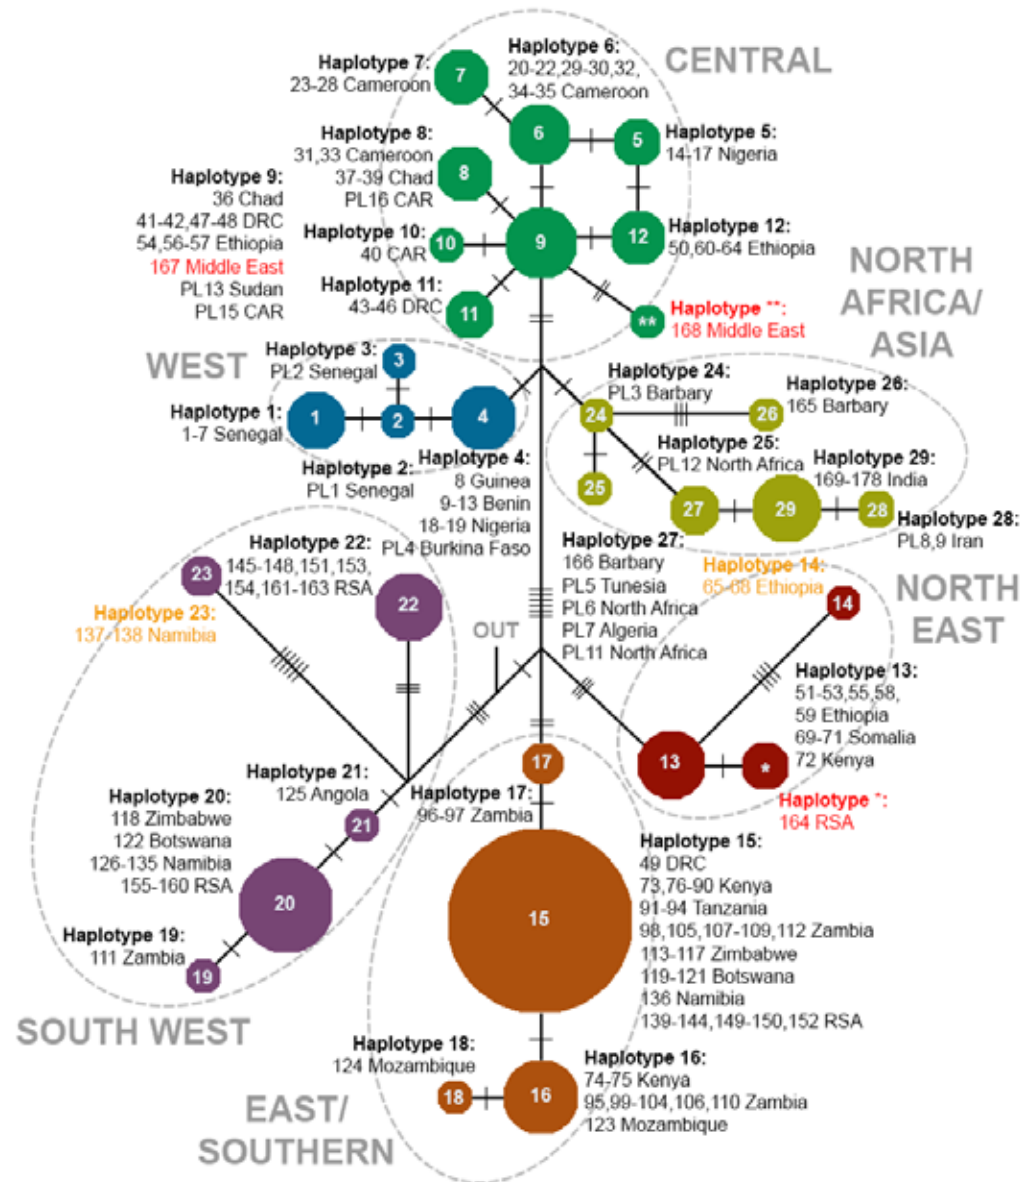 CENTRAL
Haplotype 7:
23-28 Cameroon
7
Haplotype 6:
20-22,29-30,32,
34-35 Cameroon
6
5
Haplotype 5:
14-17 Nigeria
Haplotype 8:
31,33 Cameroon
37-39 Chad
PL16 CAR
8
Haplotype 9:
36 Chad
41-42,47-48 DRC
54,56-57 Ethiopia
167 Middle East
PL13 Sudan
PL15 CAR
Haplotype 10:
40 CAR
10
9
12
Haplotype 12:
50,60-64 Ethiopia
Haplotype 11:
43-46 DRC
11
**
Haplotype **:
168 Middle East
NORTH
AFRICA/
ASIA
WEST
Haplotype 3:
PL2 Senegal
3
Haplotype 1:
1-7 Senegal
1
2
4
Haplotype 2:
PL1 Senegal
Haplotype 4:
8 Guinea
9-13 Benin
18-19 Nigeria
PL4 Burkina Faso
Haplotype 24:
PL3 Barbary
24
26
Haplotype 26:
165 Barbary
Haplotype 25:
PL12 North Africa
25
27
29
28
Haplotype 29:
169-178 India
Haplotype 28:
PL8,9 Iran
Haplotype 27:
166 Barbary
PL5 Tunesia
PL6 North Africa
PL7 Algeria
PL11 North Africa
Haplotype 14:
65-68 Ethiopia
NORTH
EAST
14
Haplotype 13:
51-53,55,58,
59 Ethiopia
69-71 Somalia
72 Kenya
13
*
Haplotype *:
164 RSA
Haplotype 22:
145-148,151,153,
154,161-163 RSA
23
22
Haplotype 23:
137-138 Namibia
OUT
Haplotype 21:
125 Angola
21
Haplotype 20:
118 Zimbabwe
122 Botswana
126-135 Namibia
155-160 RSA
20
Haplotype 19:
111 Zambia
19
SOUTH WEST
17
Haplotype 17:
96-97 Zambia
15
Haplotype 15:
49 DRC
73,76-90 Kenya
91-94 Tanzania
98,105,107-109,112 Zambia
113-117 Zimbabwe
119-121 Botswana
136 Namibia
139-144,149-150,152 RSA
Haplotype 18:
124 Mozambique
18
16
Haplotype 16:
74-75 Kenya
95,99-104,106,110 Zambia
123 Mozambique
EAST/
SOUTHERN